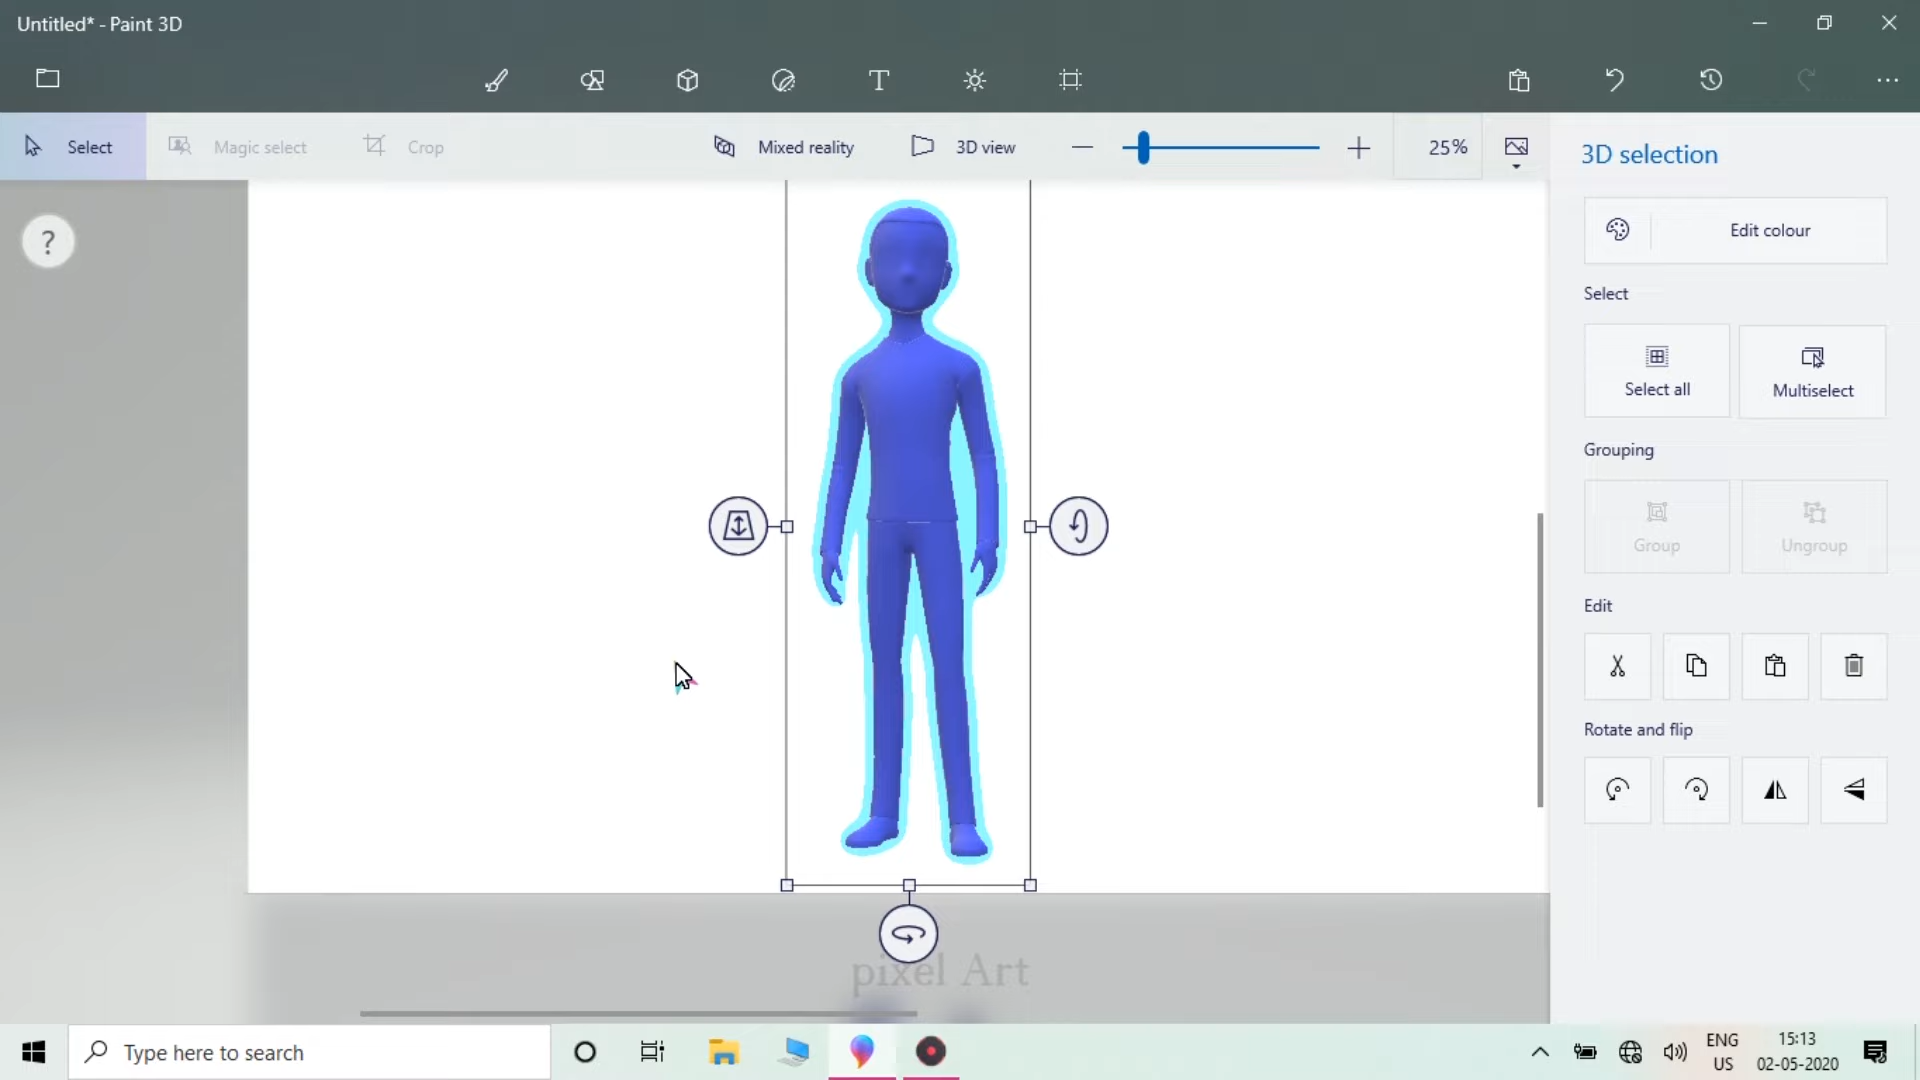 Untitled* - Paint 3D
Select
Magic select
Crop
Mixed reality
3D view
25%
3D selection
Edit colour
Select
Select all
Multiselect
Grouping
Group
Ungroup
Edit
Rotate and flip
?
pixel Art
Type here to search
ENG
US
15:13
02-05-2020